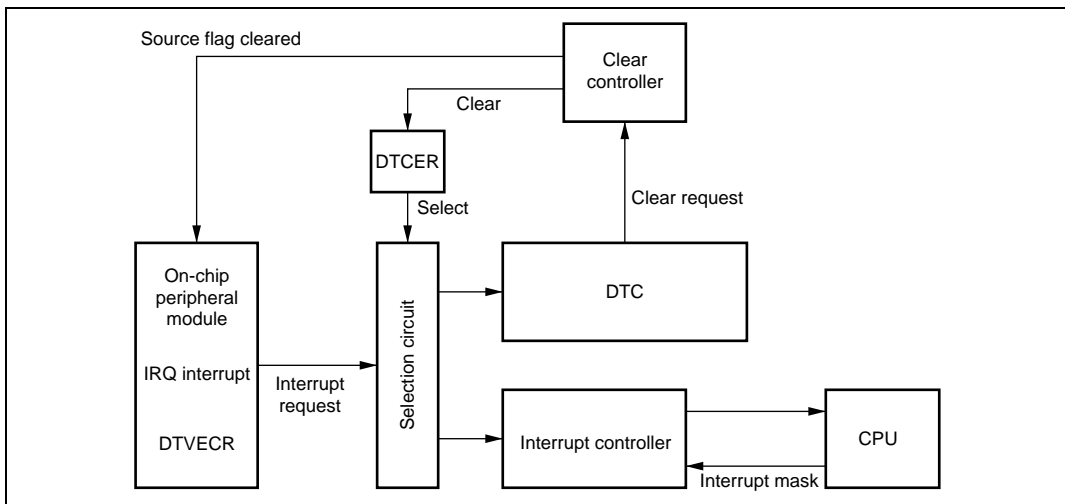 Source flag cleared
Clear
controller
Clear
DTCER
Clear request
Select
On-chip
peripheral
module
Selection circuit
DTC
IRQ interrupt
Interrupt
request
Interrupt controller
CPU
DTVECR
Interrupt mask